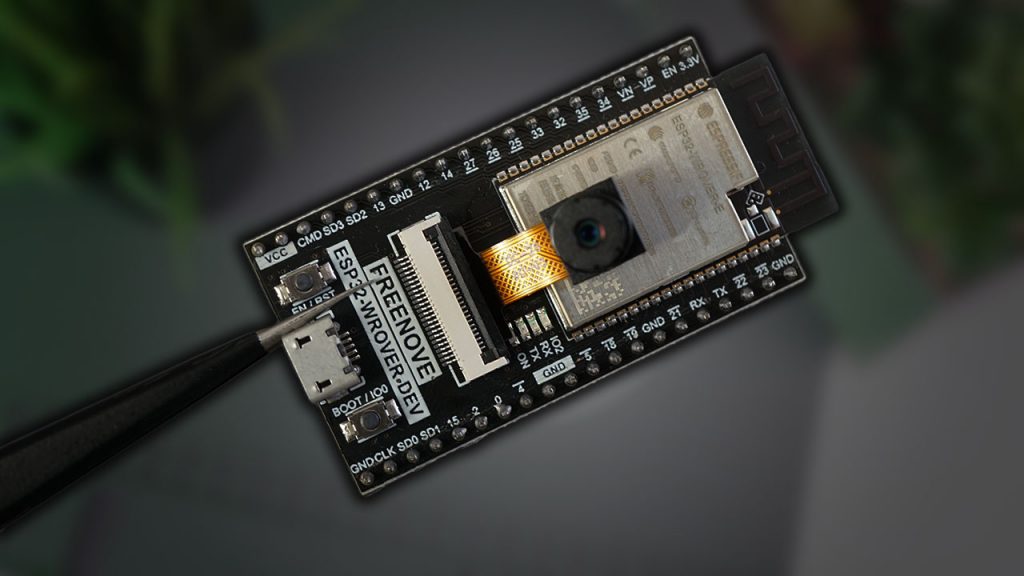 VCC
CMD SD3 SD2 13 GND 12 14 27 26 25 33 32 35 34 VN VP EN 3.3V
EN / RST
ESP32-WROVER-DEV
FREENOVE
BOOT / IO0
ON
TX
RX
ESPRESSIF
ESP32-WROVER-E
CE
GND CLK SD0 SD1 15 2 0 4
GND
5 18 19 GND 21 RX TX 22 23 GND